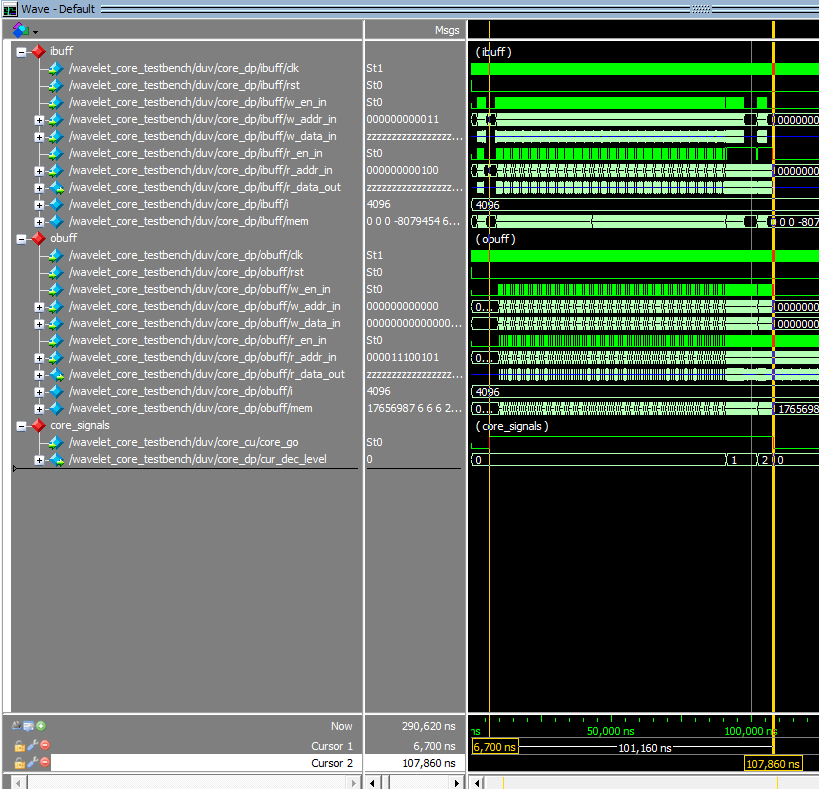 Wave - Default
Msgs
ibuff
( ibuff )
/wavelet_core_testbench/duv/core_dp/ibuff/clk St1
/wavelet_core_testbench/duv/core_dp/ibuff/rst St0
/wavelet_core_testbench/duv/core_dp/ibuff/w_en_in St0
/wavelet_core_testbench/duv/core_dp/ibuff/w_addr_in 000000000011 0000000
/wavelet_core_testbench/duv/core_dp/ibuff/w_data_in zzzzzzzzzzzzzzzzzz...
/wavelet_core_testbench/duv/core_dp/ibuff/r_en_in St0
/wavelet_core_testbench/duv/core_dp/ibuff/r_addr_in 000000000100 0000000
/wavelet_core_testbench/duv/core_dp/ibuff/r_data_out zzzzzzzzzzzzzzzzzz...
/wavelet_core_testbench/duv/core_dp/ibuff/i 4096 4096
/wavelet_core_testbench/duv/core_dp/ibuff/mem 0 0 0 -8079454 6... 0 0 -807
obuff
( obuff )
/wavelet_core_testbench/duv/core_dp/obuff/clk St1
/wavelet_core_testbench/duv/core_dp/obuff/rst St0
/wavelet_core_testbench/duv/core_dp/obuff/w_en_in St0
/wavelet_core_testbench/duv/core_dp/obuff/w_addr_in 000000000000 0... 0000000
/wavelet_core_testbench/duv/core_dp/obuff/w_data_in 00000000000000... 0000000
/wavelet_core_testbench/duv/core_dp/obuff/r_en_in St0
/wavelet_core_testbench/duv/core_dp/obuff/r_addr_in 000011100101 0...
/wavelet_core_testbench/duv/core_dp/obuff/r_data_out zzzzzzzzzzzzzzzzzz...
/wavelet_core_testbench/duv/core_dp/obuff/i 4096 4096
/wavelet_core_testbench/duv/core_dp/obuff/mem 17656987 6 6 6 2... 0... 1765698
core_signals
( core_signals )
/wavelet_core_testbench/duv/core_cu/core_go St0
/wavelet_core_testbench/duv/core_dp/cur_dec_level 0 0 1 2 0
Now 290,620 ns ns 50,000 ns 100,000 ns
Cursor 1 6,700 ns 6,700 ns 101,160 ns
Cursor 2 107,860 ns 107,860 ns